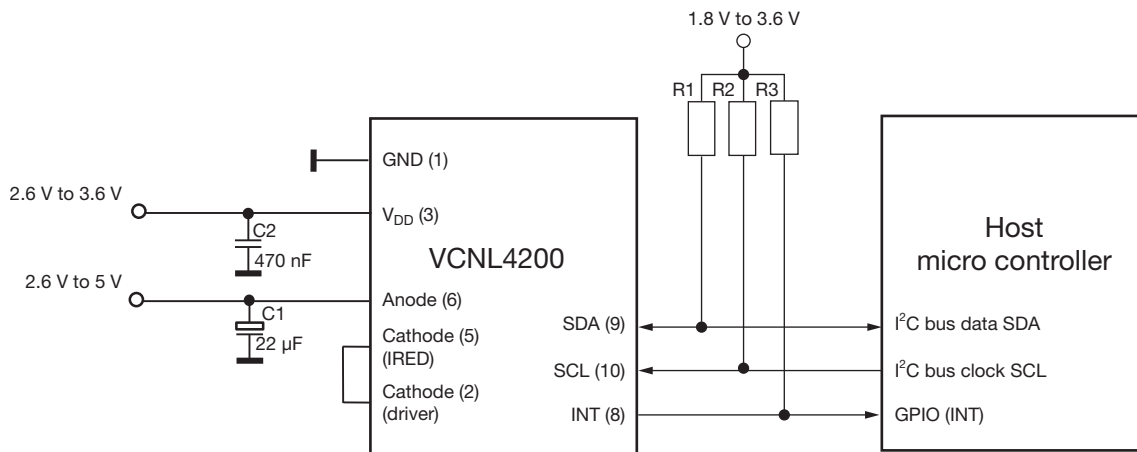 1.8 V to 3.6 V
R1 R2 R3
GND (1)
2.6 V to 3.6 V
V_DD (3)
C2
470 nF
VCNL4200
Host
micro controller
2.6 V to 5 V
Anode (6)
C1
22 µF
Cathode (5)
(IRED)
Cathode (2)
(driver)
SDA (9)
I²C bus data SDA
SCL (10)
I²C bus clock SCL
INT (8)
GPIO (INT)